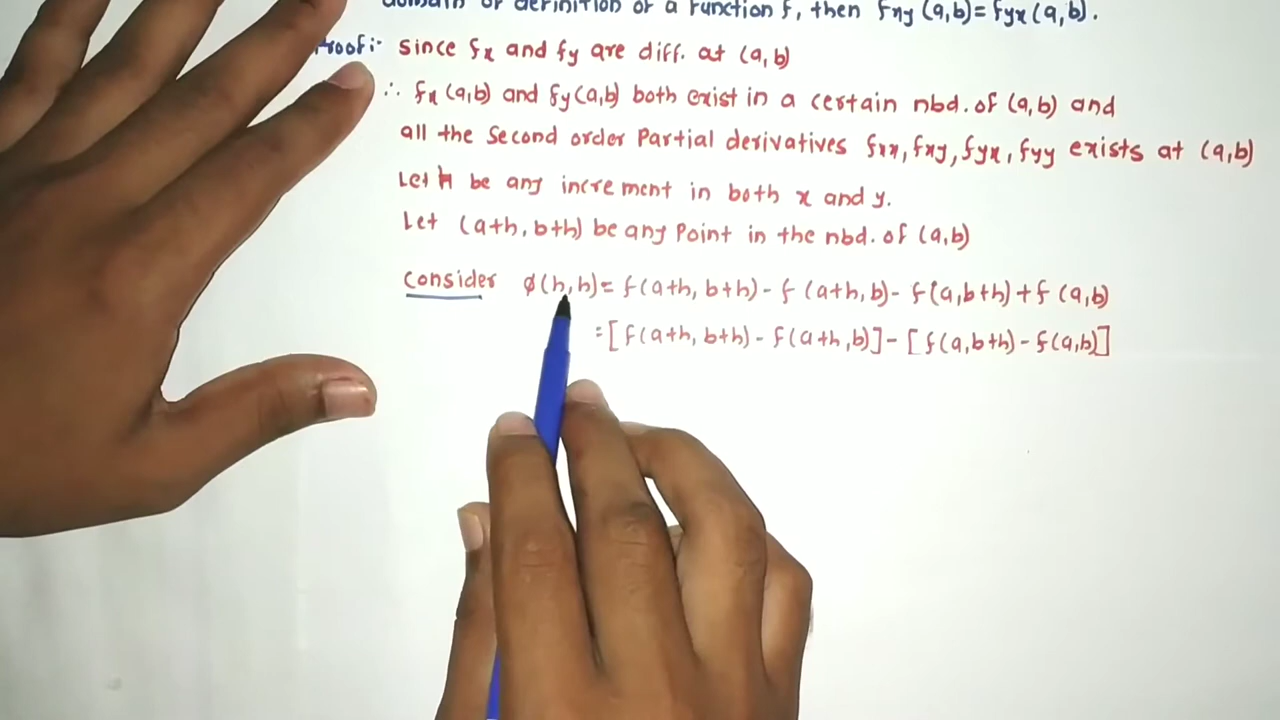 domain of definition of a function f, then fxy (a,b) = fyx (a,b).
Proof:- since fx and fy are diff. at (a,b)
∴ fx (a,b) and fy(a,b) both exist in a certain nbd. of (a,b) and
all the second order Partial derivatives fxx, fxy, fyx, fyy exists at (a,b)
Let h be any increment in both x and y.
Let (a+h, b+h) be any Point in the nbd. of (a,b)
Consider ø(h,h)= f(a+h, b+h) - f (a+h, b) - f(a,b+h) + f (a,b)
=[f(a+h, b+h) - f(a+h,b)] - [f(a,b+h) - f(a,b)]